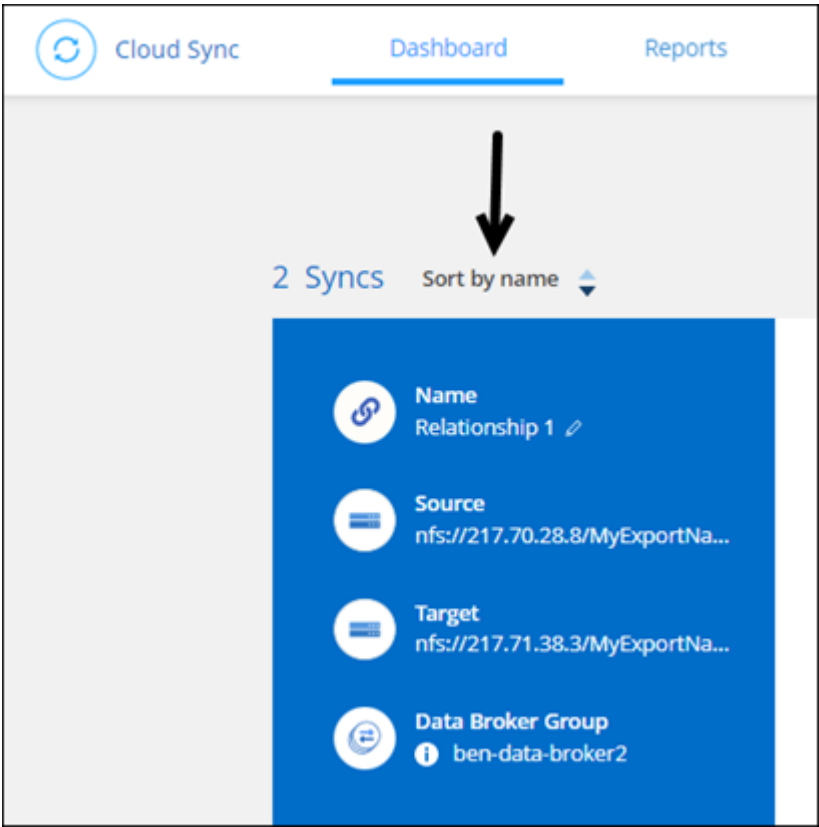 Cloud Sync Dashboard Reports
2 Syncs Sort by name
Name
Relationship 1
Source
nfs://217.70.28.8/MyExportNa...
Target
nfs://217.71.38.3/MyExportNa...
Data Broker Group
ben-data-broker2